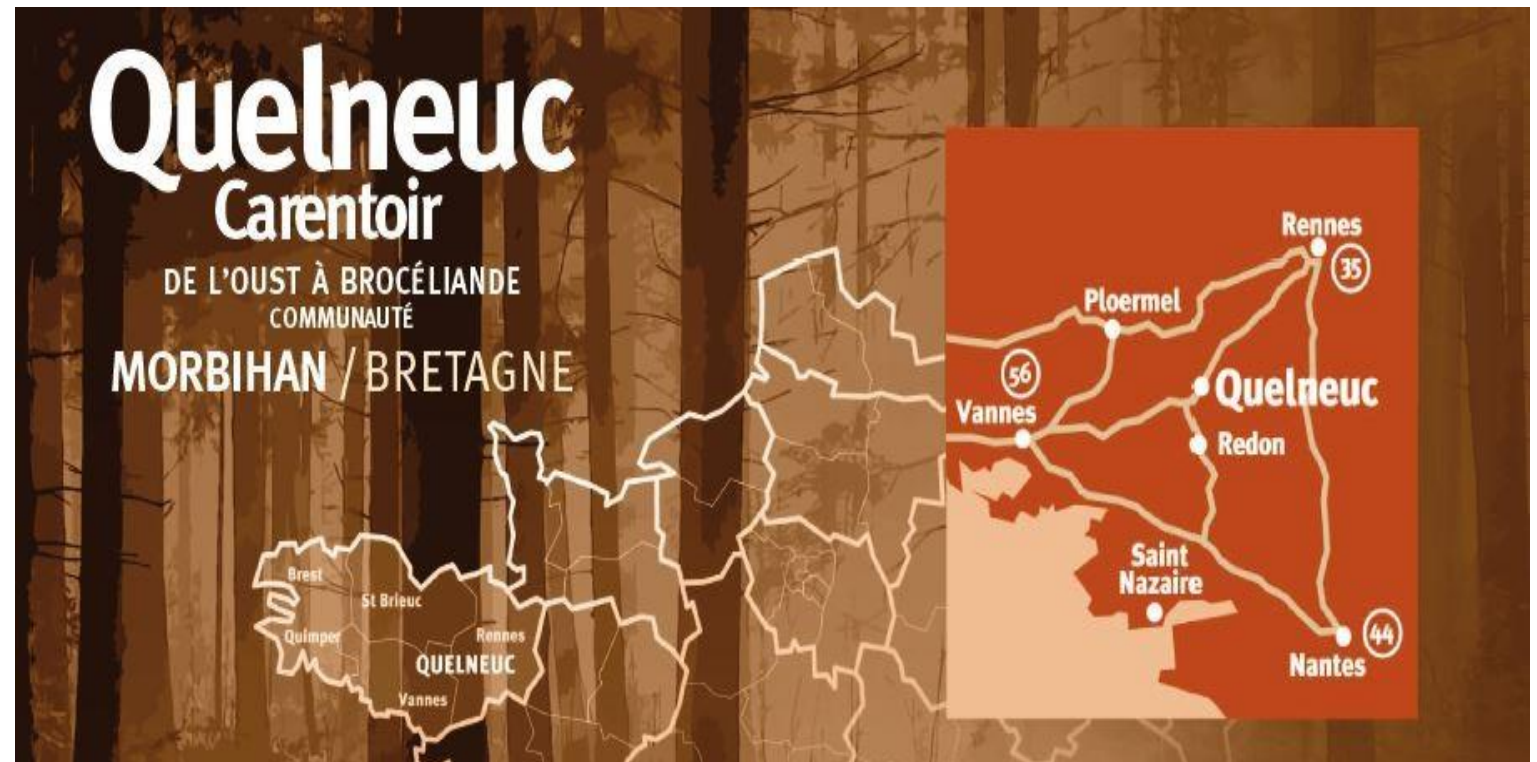 Quelneuc
Carentoir
DE L'OUST À BROCÉLIANDE
COMMUNAUTÉ
MORBIHAN / BRETAGNE
Brest
St Brieuc
Quimper
Rennes
QUELNEUC
Vannes
Rennes
35
Ploermel
56
Quelneuc
Vannes
Redon
Saint
Nazaire
44
Nantes